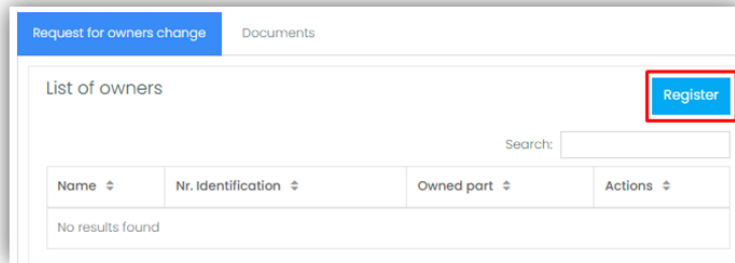 Request for owners change Documents
List of owners
Register
Search:
Name Nr. Identification Owned part Actions
No results found